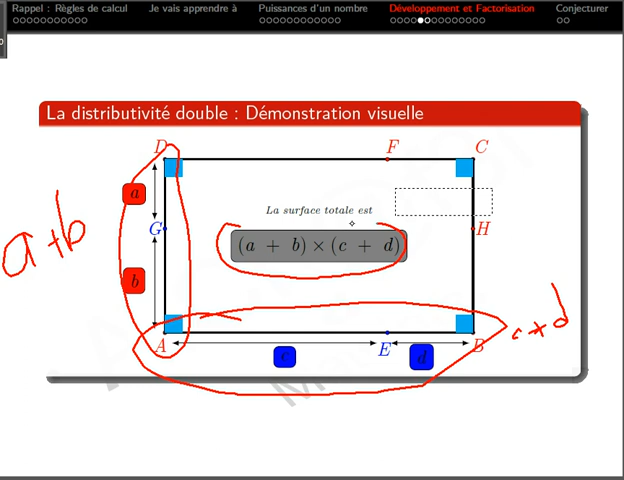 Rappel : Règles de calcul
Je vais apprendre à
Puissances d'un nombre
Développement et Factorisation
Conjecturer
La distributivité double : Démonstration visuelle
D
F
C
a
La surface totale est
G
H
a+b
(a + b)×(c + d)
b
c+d
A
E
B
c
d